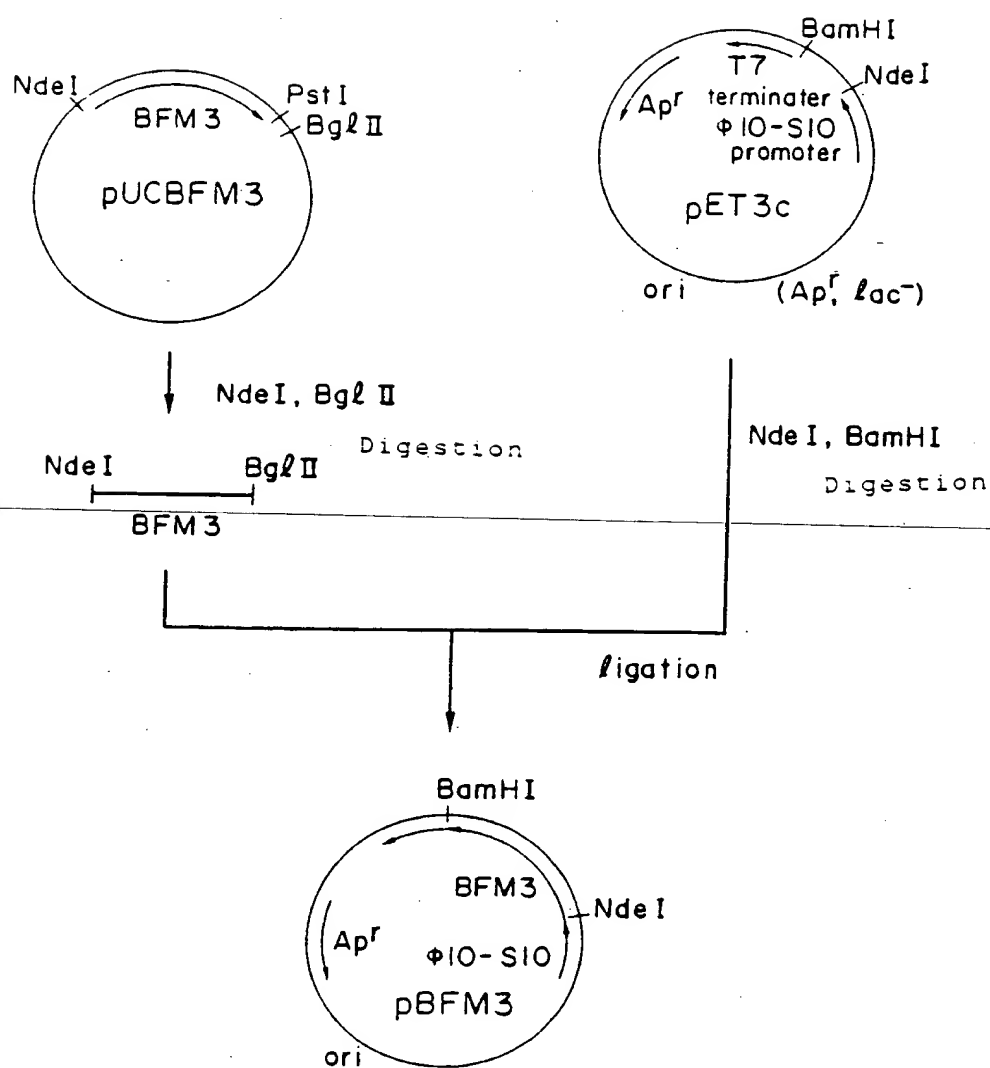 NdeI
BFM3
PstI
BglII
pUCBFM3
BamHI
NdeI
T7
terminater
Φ10-S10
promoter
Apʳ
pET3c
ori
(Apʳ, lac⁻)
NdeI, BglII
Digestion
NdeI, BamHI
Digestion
NdeI
BglII
BFM3
ligation
BamHI
BFM3
NdeI
Apʳ
Φ10-S10
pBFM3
ori